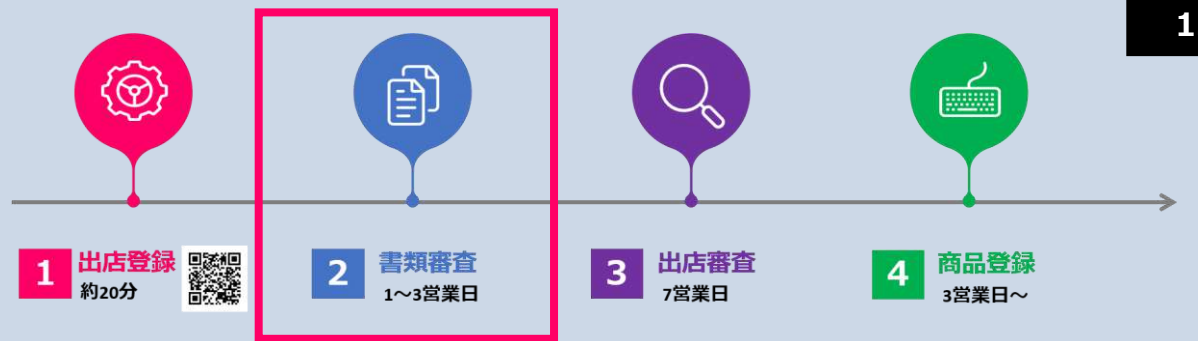 1
1 出店登録
約20分
2 書類審査
1～3営業日
3 出店審査
7営業日
4 商品登録
3営業日～